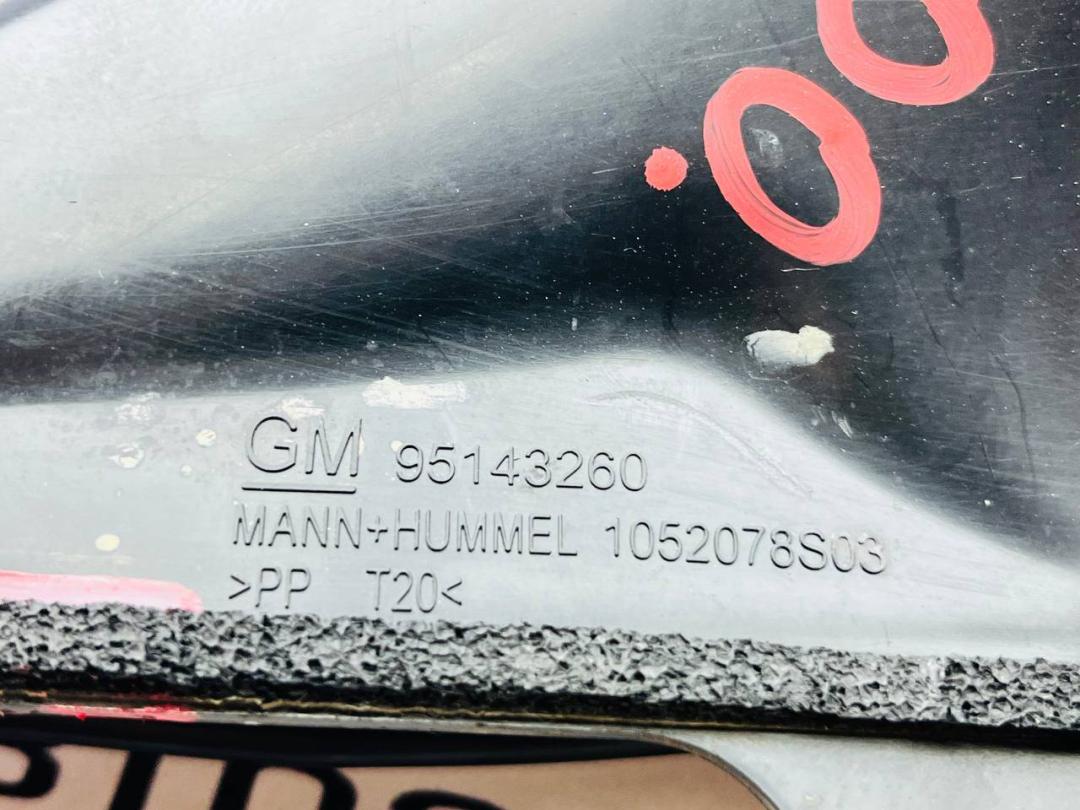 GM 95143260
MANN+HUMMEL 1052078S03
>PP T20<